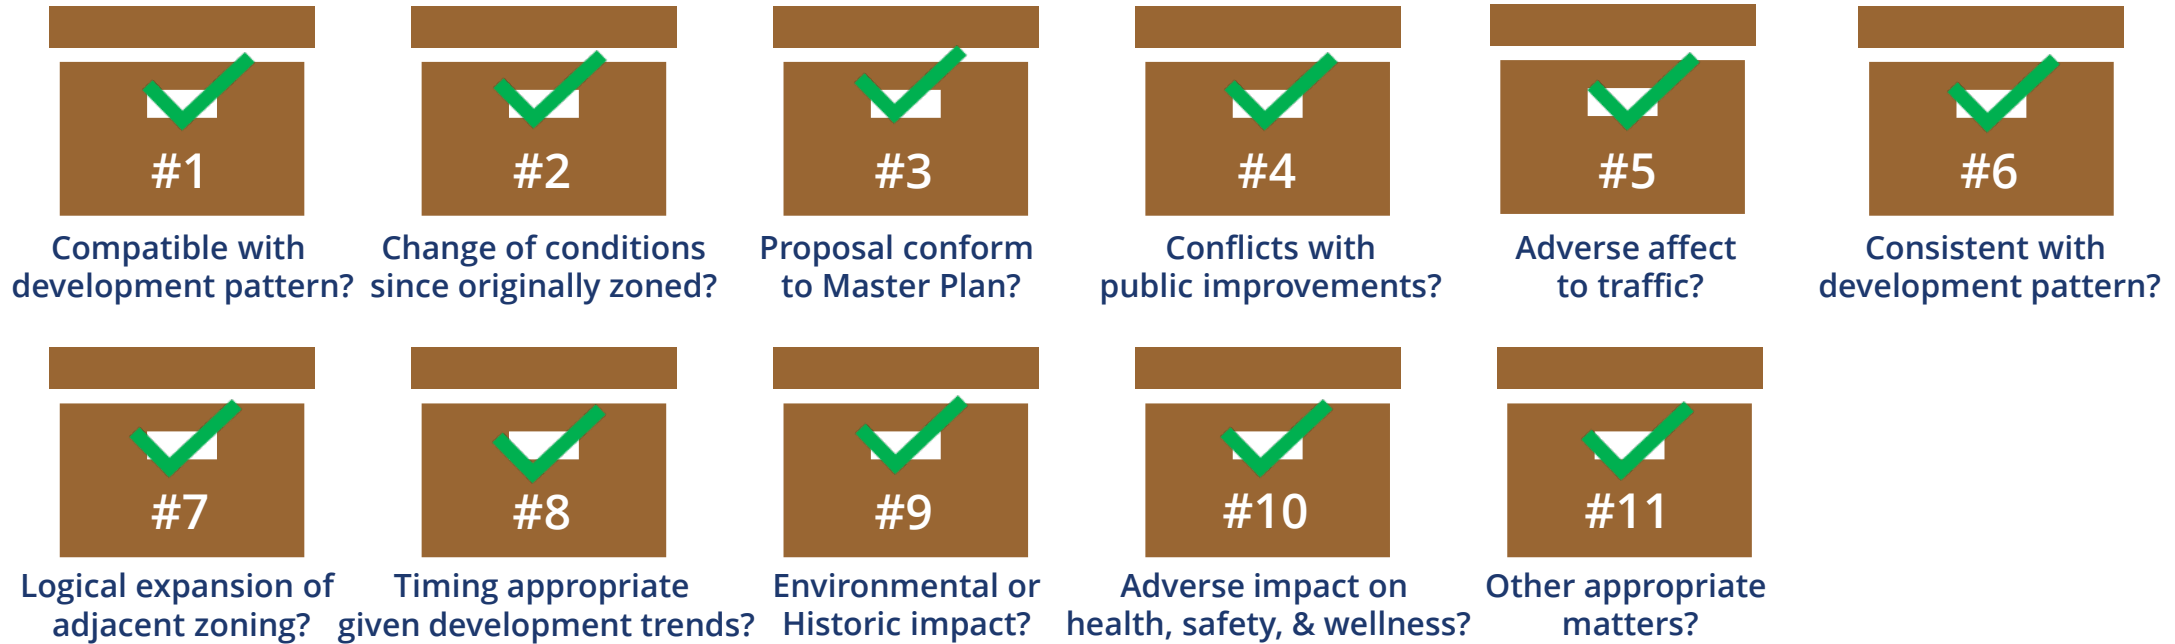 #1
Compatible with
development pattern?
#2
Change of conditions
since originally zoned?
#3
Proposal conform
to Master Plan?
#4
Conflicts with
public improvements?
#5
Adverse affect
to traffic?
#6
Consistent with
development pattern?
#7
Logical expansion of
adjacent zoning?
#8
Timing appropriate
given development trends?
#9
Environmental or
Historic impact?
#10
Adverse impact on
health, safety, & wellness?
#11
Other appropriate
matters?